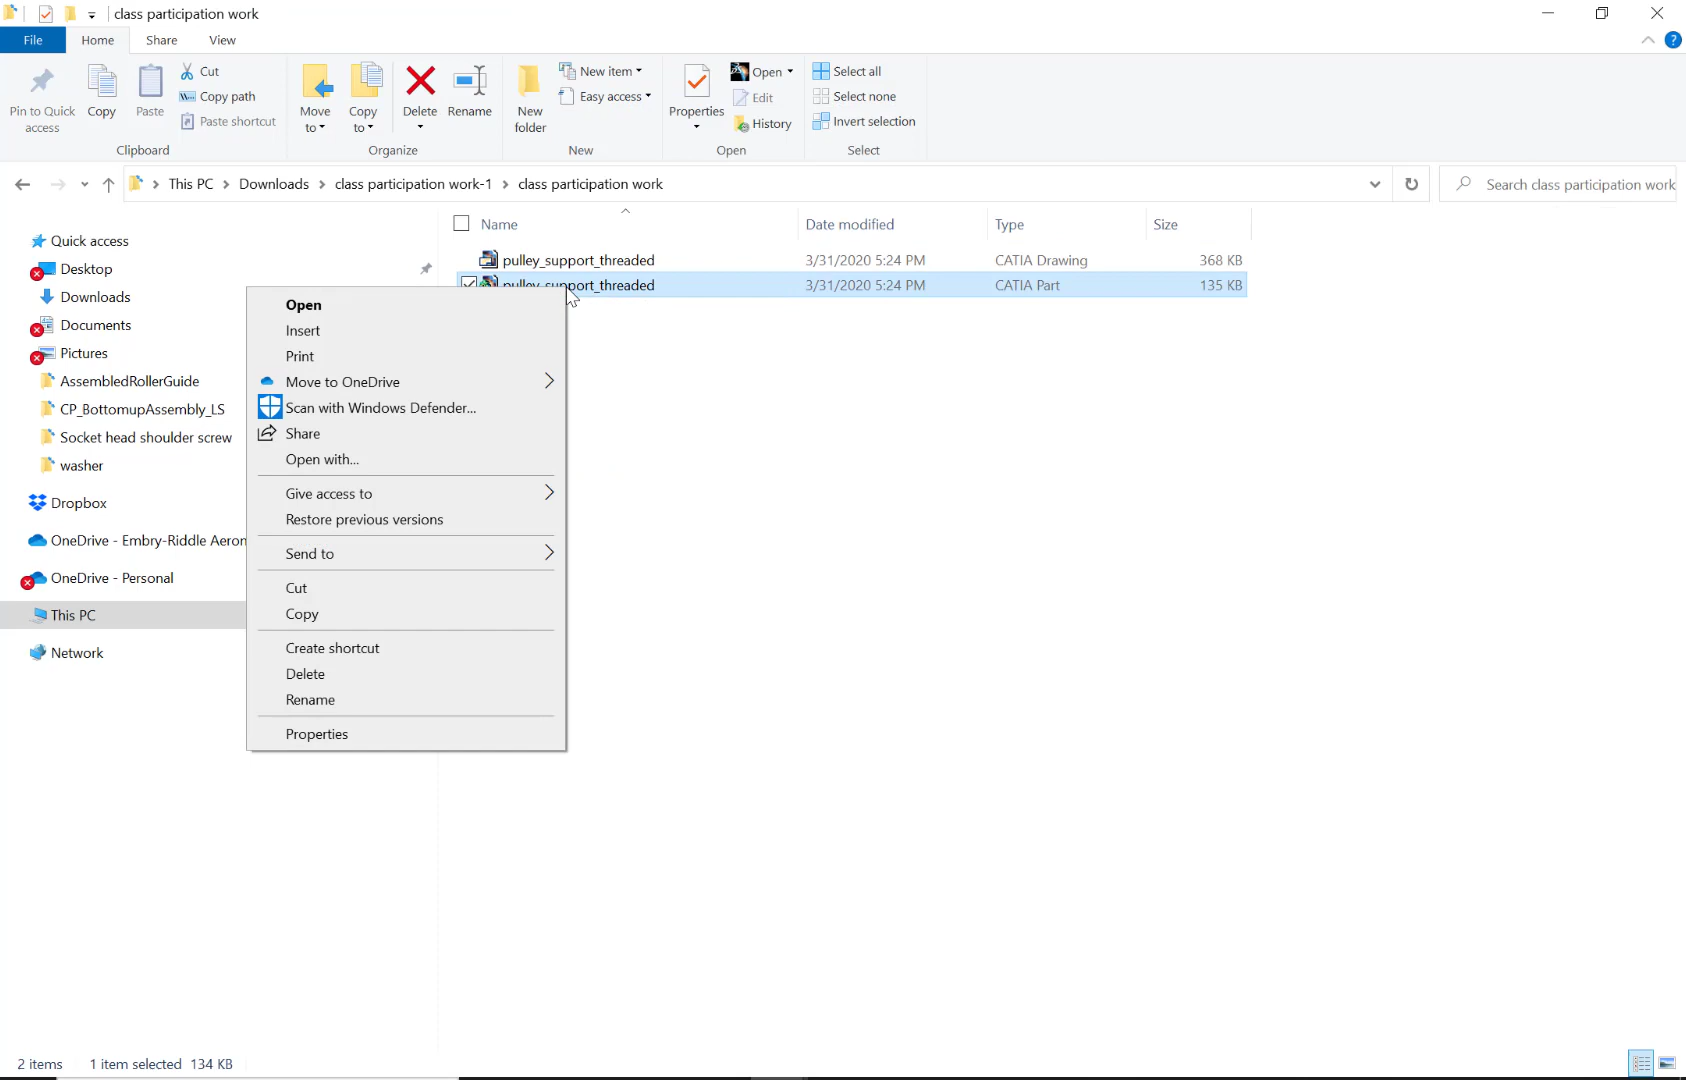 class participation work
File Home Share View
Pin to Quick access
Copy
Paste
Cut
Copy path
Paste shortcut
Clipboard
Move to
Copy to
Delete
Rename
Organize
New folder
New item
Easy access
New
Properties
Open
Edit
History
Open
Select all
Select none
Invert selection
Select
This PC > Downloads > class participation work-1 > class participation work
Search class participation work
Name Date modified Type Size
pulley_support_threaded 3/31/2020 5:24 PM CATIA Drawing 368 KB
pulley_support_threaded 3/31/2020 5:24 PM CATIA Part 135 KB
Quick access
Desktop
Downloads
Documents
Pictures
AssembledRollerGuide
CP_BottomupAssembly_LS
Socket head shoulder screw
washer
Dropbox
OneDrive - Embry-Riddle Aeron
OneDrive - Personal
This PC
Network
Open
Insert
Print
Move to OneDrive
Scan with Windows Defender...
Share
Open with...
Give access to
Restore previous versions
Send to
Cut
Copy
Create shortcut
Delete
Rename
Properties
2 items 1 item selected 134 KB